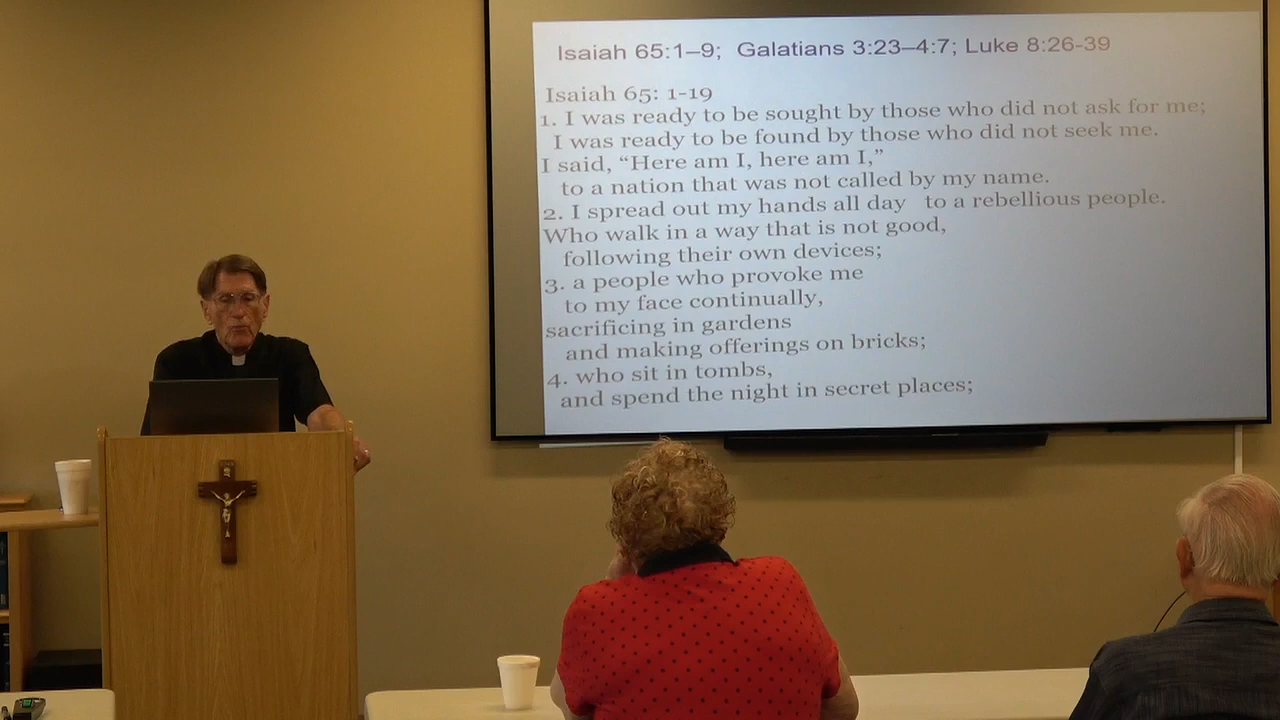 Isaiah 65:1–9;  Galatians 3:23–4:7; Luke 8:26-39
Isaiah 65: 1-19
1. I was ready to be sought by those who did not ask for me;
I was ready to be found by those who did not seek me.
I said, “Here am I, here am I,”
to a nation that was not called by my name.
2. I spread out my hands all day   to a rebellious people.
Who walk in a way that is not good,
following their own devices;
3. a people who provoke me
to my face continually,
sacrificing in gardens
and making offerings on bricks;
4. who sit in tombs,
and spend the night in secret places;